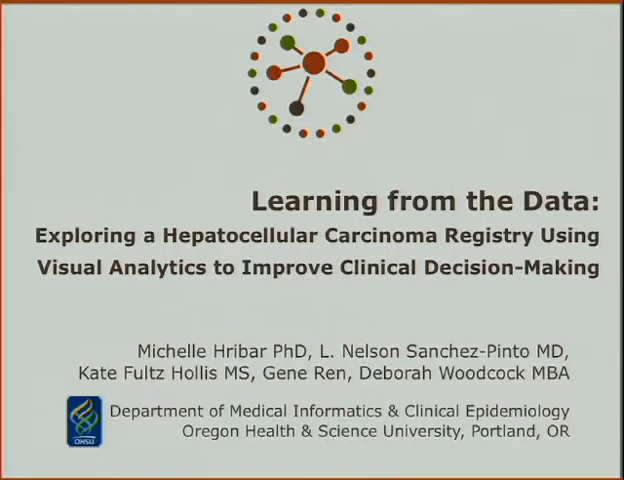 Learning from the Data:
Exploring a Hepatocellular Carcinoma Registry Using
Visual Analytics to Improve Clinical Decision-Making
Michelle Hribar PhD, L. Nelson Sanchez-Pinto MD,
Kate Fultz Hollis MS, Gene Ren, Deborah Woodcock MBA
Department of Medical Informatics & Clinical Epidemiology
Oregon Health & Science University, Portland, OR
OHSU